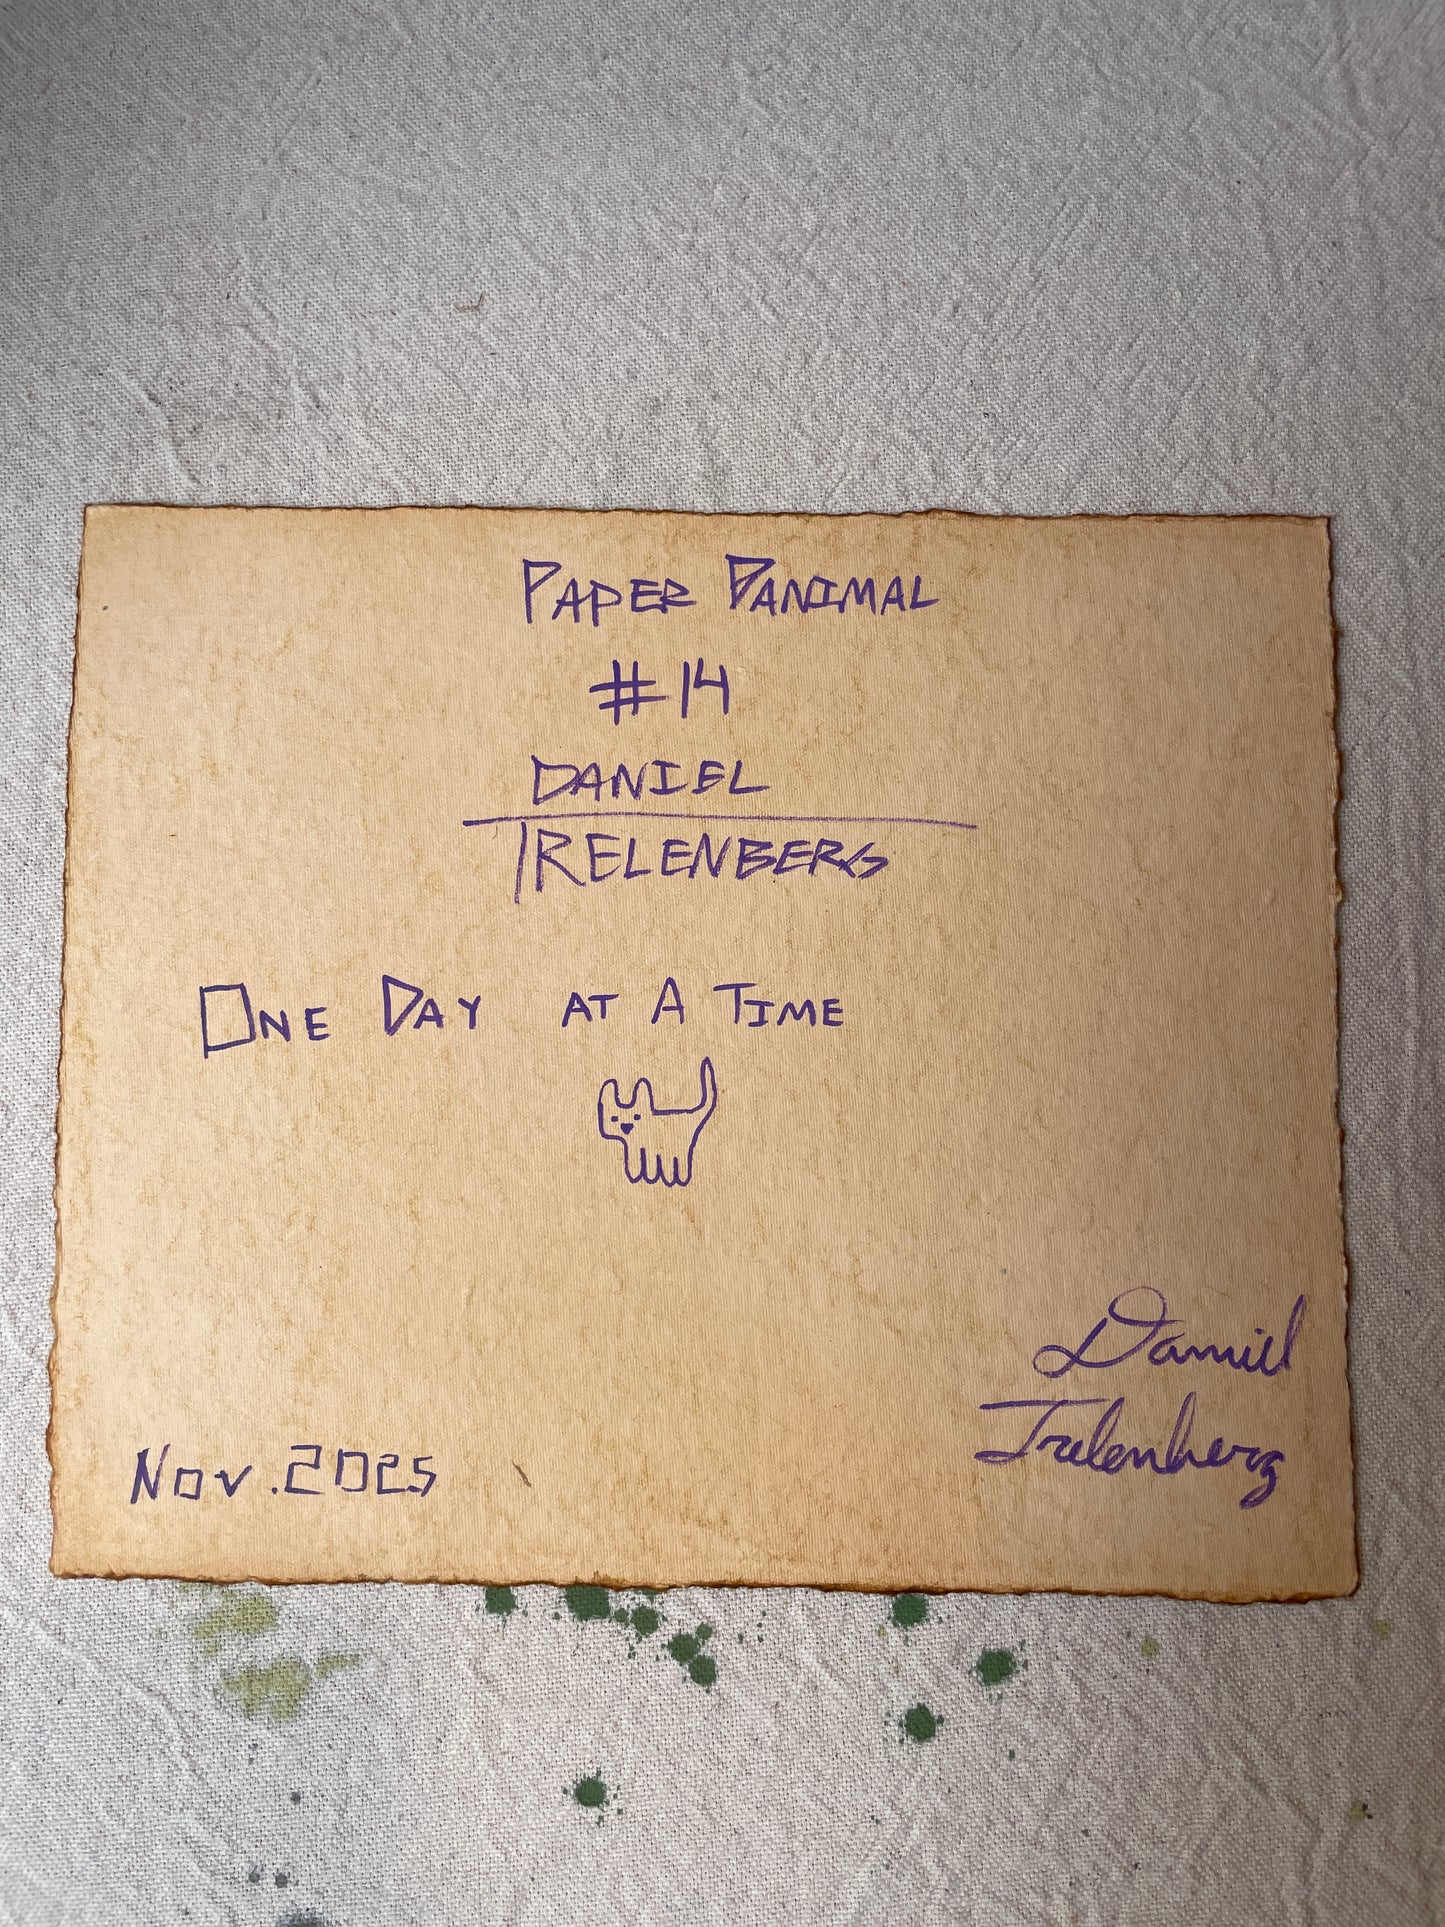 PAPER DANIMAL
#14
DANIEL
TRELENBERG
ONE DAY AT A TIME
Daniel
Trelenberg
Nov. 2025